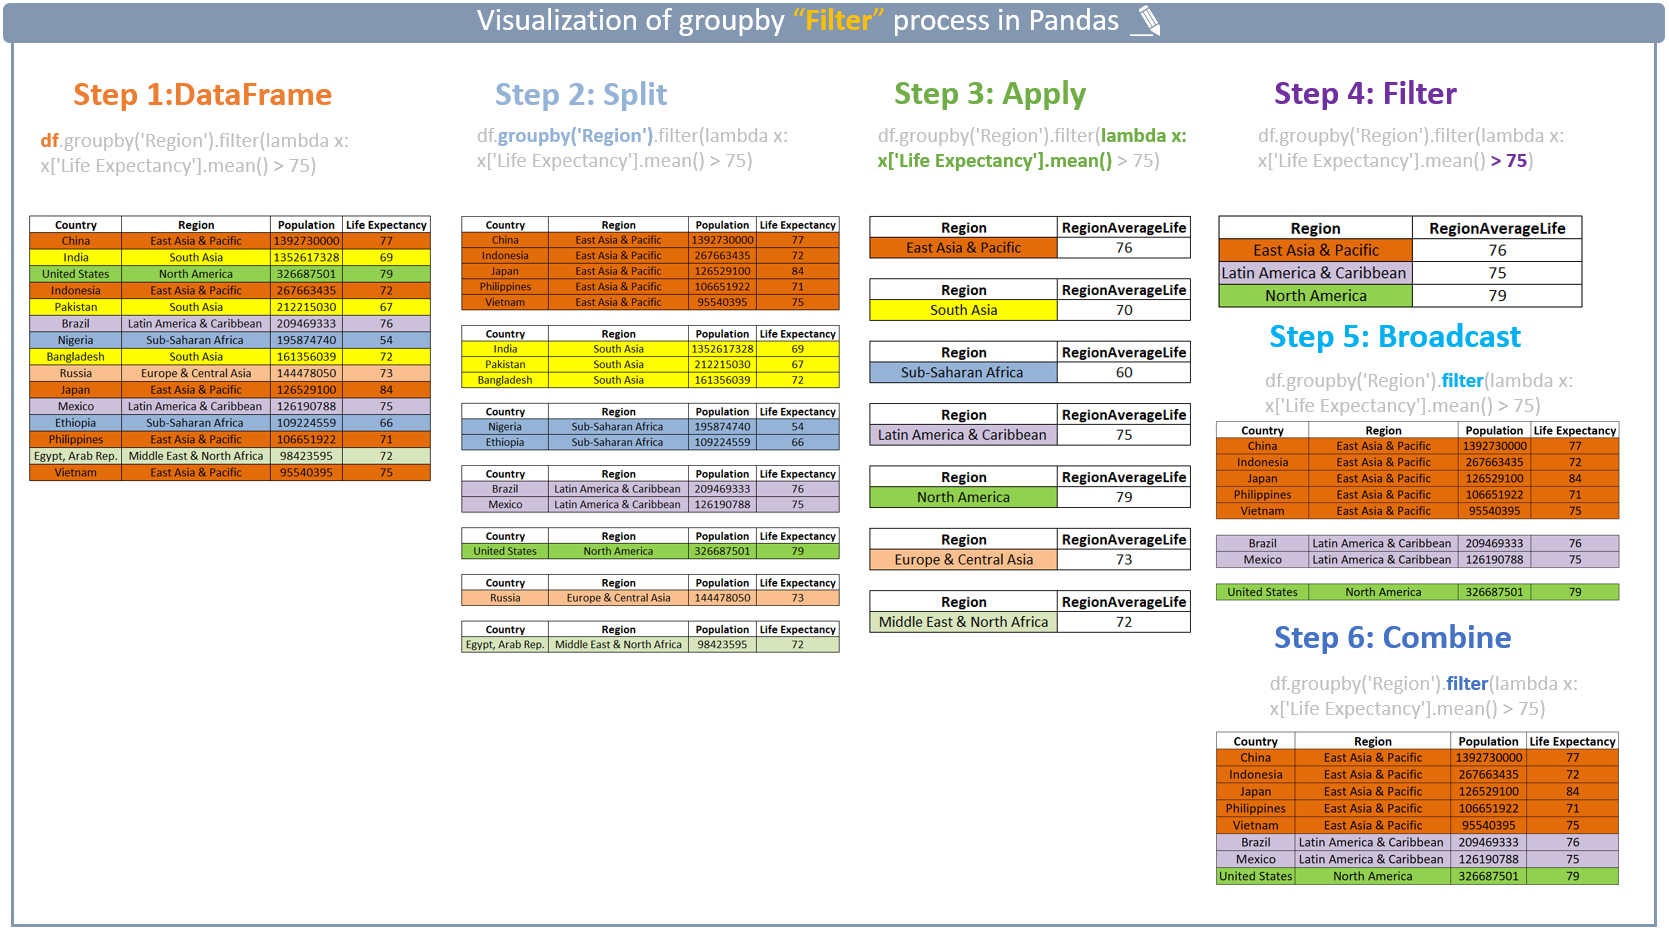 Visualization of groupby “Filter” process in Pandas
Step 1:DataFrame
df.groupby('Region').filter(lambda x:
x['Life Expectancy'].mean() > 75)
Country Region Population Life Expectancy
China East Asia & Pacific 1392730000 77
India South Asia 1352617328 69
United States North America 326687501 79
Indonesia East Asia & Pacific 267663435 72
Pakistan South Asia 212215030 67
Brazil Latin America & Caribbean 209469333 76
Nigeria Sub-Saharan Africa 195874740 54
Bangladesh South Asia 161356039 72
Russia Europe & Central Asia 144478050 73
Japan East Asia & Pacific 126529100 84
Mexico Latin America & Caribbean 126190788 75
Ethiopia Sub-Saharan Africa 109224559 66
Philippines East Asia & Pacific 106651922 71
Egypt, Arab Rep. Middle East & North Africa 98423595 72
Vietnam East Asia & Pacific 95540395 75
Step 2: Split
df.groupby('Region').filter(lambda x:
x['Life Expectancy'].mean() > 75)
Country Region Population Life Expectancy
China East Asia & Pacific 1392730000 77
Indonesia East Asia & Pacific 267663435 72
Japan East Asia & Pacific 126529100 84
Philippines East Asia & Pacific 106651922 71
Vietnam East Asia & Pacific 95540395 75
Country Region Population Life Expectancy
India South Asia 1352617328 69
Pakistan South Asia 212215030 67
Bangladesh South Asia 161356039 72
Country Region Population Life Expectancy
Nigeria Sub-Saharan Africa 195874740 54
Ethiopia Sub-Saharan Africa 109224559 66
Country Region Population Life Expectancy
Brazil Latin America & Caribbean 209469333 76
Mexico Latin America & Caribbean 126190788 75
Country Region Population Life Expectancy
United States North America 326687501 79
Country Region Population Life Expectancy
Russia Europe & Central Asia 144478050 73
Country Region Population Life Expectancy
Egypt, Arab Rep. Middle East & North Africa 98423595 72
Step 3: Apply
df.groupby('Region').filter(lambda x:
x['Life Expectancy'].mean() > 75)
Region RegionAverageLife
East Asia & Pacific 76
Region RegionAverageLife
South Asia 70
Region RegionAverageLife
Sub-Saharan Africa 60
Region RegionAverageLife
Latin America & Caribbean 75
Region RegionAverageLife
North America 79
Region RegionAverageLife
Europe & Central Asia 73
Region RegionAverageLife
Middle East & North Africa 72
Step 4: Filter
df.groupby('Region').filter(lambda x:
x['Life Expectancy'].mean() > 75)
Region RegionAverageLife
East Asia & Pacific 76
Latin America & Caribbean 75
North America 79
Step 5: Broadcast
df.groupby('Region').filter(lambda x:
x['Life Expectancy'].mean() > 75)
Country Region Population Life Expectancy
China East Asia & Pacific 1392730000 77
Indonesia East Asia & Pacific 267663435 72
Japan East Asia & Pacific 126529100 84
Philippines East Asia & Pacific 106651922 71
Vietnam East Asia & Pacific 95540395 75
Brazil Latin America & Caribbean 209469333 76
Mexico Latin America & Caribbean 126190788 75
United States North America 326687501 79
Step 6: Combine
df.groupby('Region').filter(lambda x:
x['Life Expectancy'].mean() > 75)
Country Region Population Life Expectancy
China East Asia & Pacific 1392730000 77
Indonesia East Asia & Pacific 267663435 72
Japan East Asia & Pacific 126529100 84
Philippines East Asia & Pacific 106651922 71
Vietnam East Asia & Pacific 95540395 75
Brazil Latin America & Caribbean 209469333 76
Mexico Latin America & Caribbean 126190788 75
United States North America 326687501 79